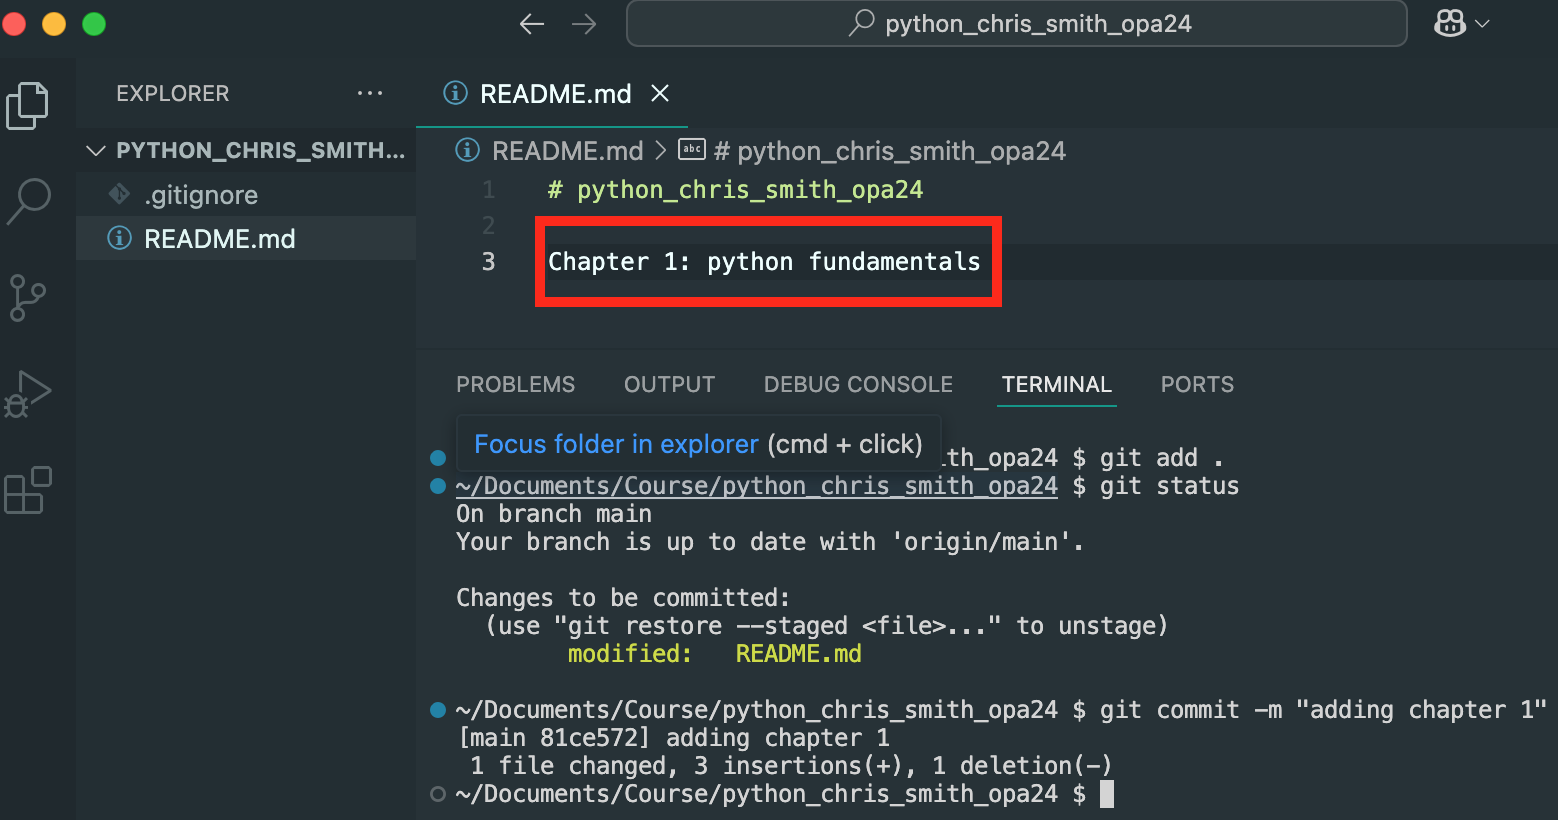 python_chris_smith_opa24
EXPLORER ...
README.md
PYTHON_CHRIS_SMITH...
README.md > abc # python_chris_smith_opa24
.gitignore
README.md
1 # python_chris_smith_opa24
2
3 Chapter 1: python fundamentals
PROBLEMS OUTPUT DEBUG CONSOLE TERMINAL PORTS
Focus folder in explorer (cmd + click)
th_opa24 $ git add .
~/Documents/Course/python_chris_smith_opa24 $ git status
On branch main
Your branch is up to date with 'origin/main'.
Changes to be committed:
(use "git restore --staged <file>..." to unstage)
modified: README.md
~/Documents/Course/python_chris_smith_opa24 $ git commit -m "adding chapter 1"
[main 81ce572] adding chapter 1
1 file changed, 3 insertions(+), 1 deletion(-)
~/Documents/Course/python_chris_smith_opa24 $